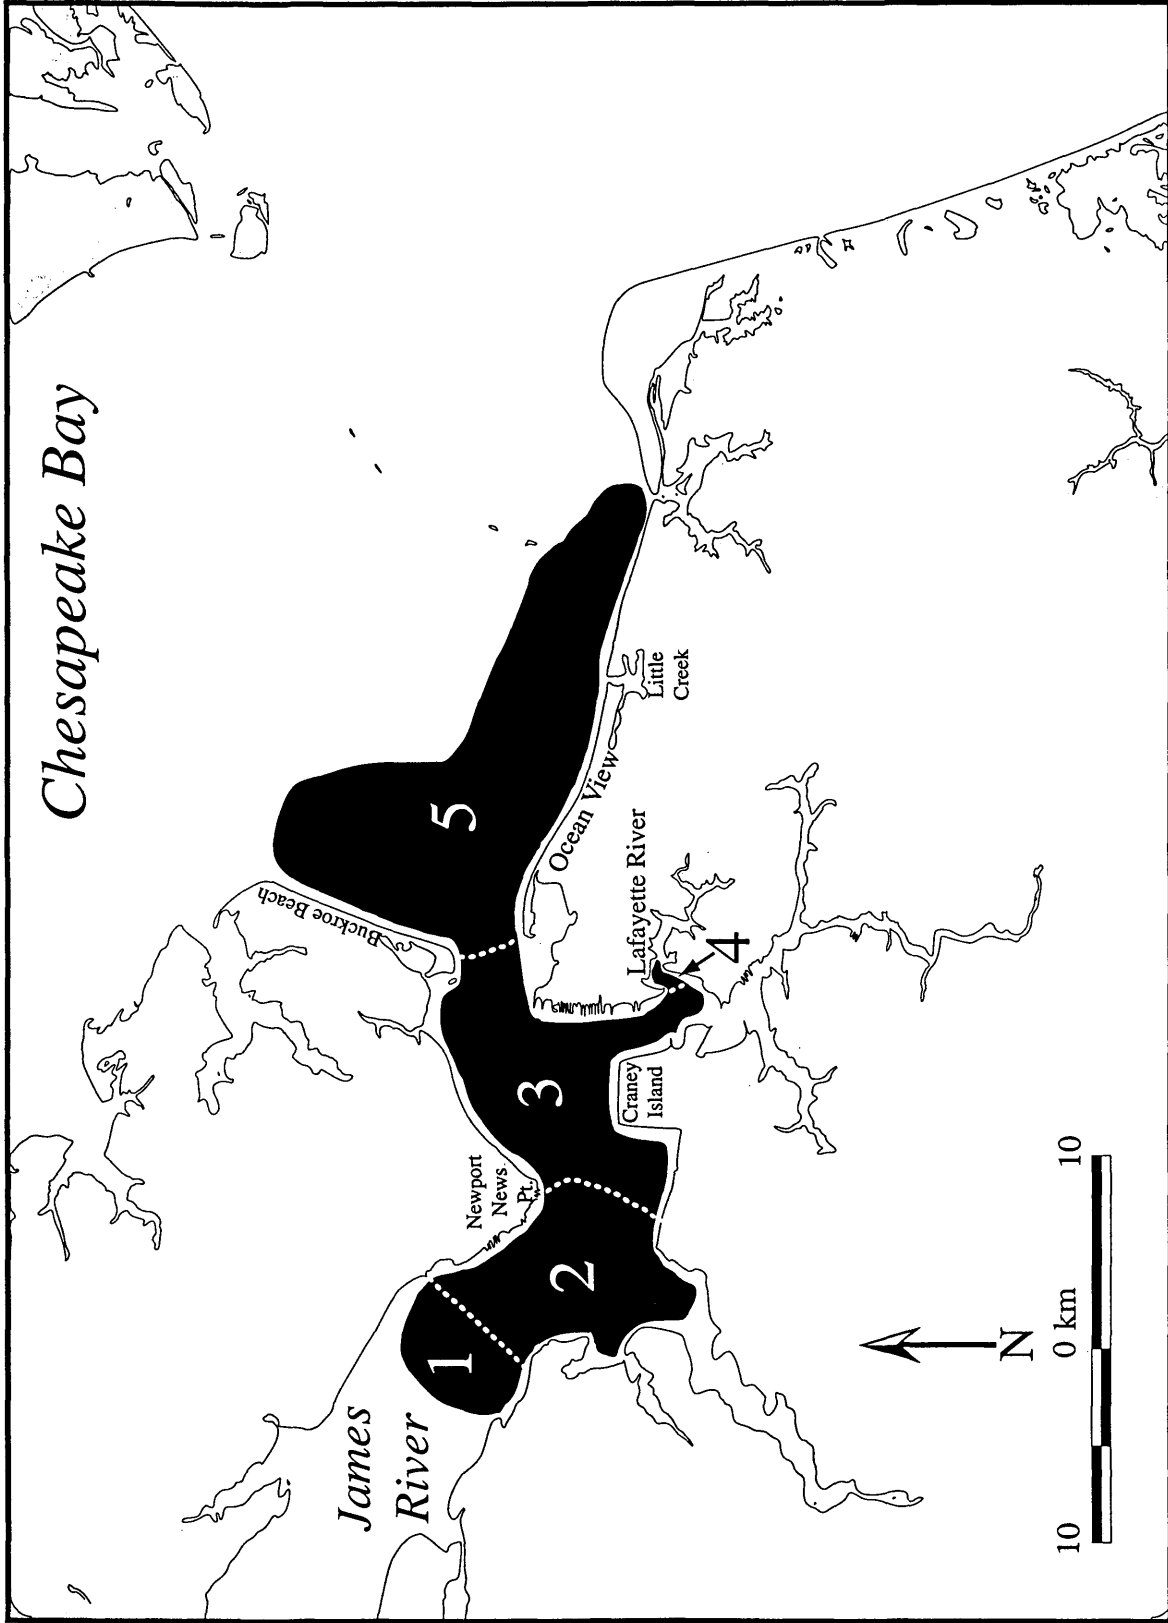 Chesapeake Bay
James
River
Buckroe Beach
Newport
News
Pt.
Craney
Island
Lafayette River
Ocean View
Little
Creek
1
2
3
4
5
N
10 0 km 10